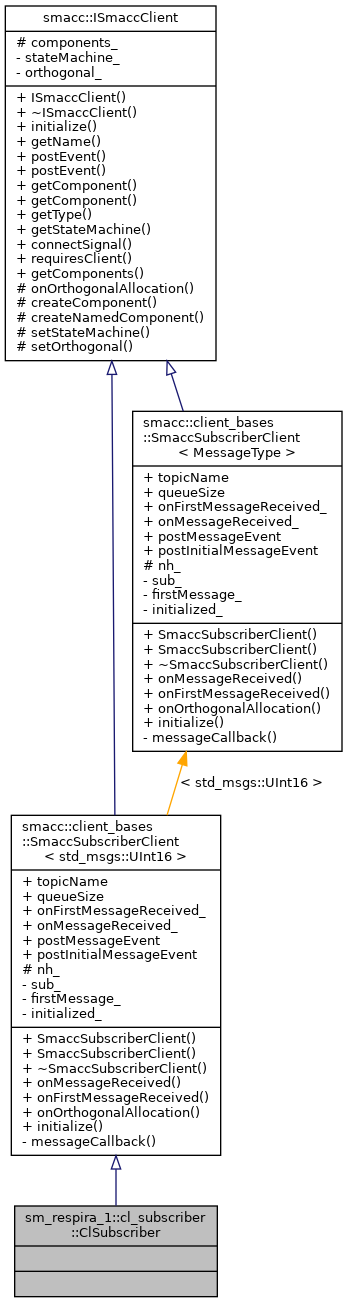 smacc::ISmaccClient
# components_
- stateMachine_
- orthogonal_
+ ISmaccClient()
+ ~ISmaccClient()
+ initialize()
+ getName()
+ postEvent()
+ postEvent()
+ getComponent()
+ getComponent()
+ getType()
+ getStateMachine()
+ connectSignal()
+ requiresClient()
+ getComponents()
# onOrthogonalAllocation()
# createComponent()
# createNamedComponent()
# setStateMachine()
# setOrthogonal()
smacc::client_bases
::SmaccSubscriberClient
< MessageType >
+ topicName
+ queueSize
+ onFirstMessageReceived_
+ onMessageReceived_
+ postMessageEvent
+ postInitialMessageEvent
# nh_
- sub_
- firstMessage_
- initialized_
+ SmaccSubscriberClient()
+ SmaccSubscriberClient()
+ ~SmaccSubscriberClient()
+ onMessageReceived()
+ onFirstMessageReceived()
+ onOrthogonalAllocation()
+ initialize()
- messageCallback()
< std_msgs::UInt16 >
smacc::client_bases
::SmaccSubscriberClient
< std_msgs::UInt16 >
+ topicName
+ queueSize
+ onFirstMessageReceived_
+ onMessageReceived_
+ postMessageEvent
+ postInitialMessageEvent
# nh_
- sub_
- firstMessage_
- initialized_
+ SmaccSubscriberClient()
+ SmaccSubscriberClient()
+ ~SmaccSubscriberClient()
+ onMessageReceived()
+ onFirstMessageReceived()
+ onOrthogonalAllocation()
+ initialize()
- messageCallback()
sm_respira_1::cl_subscriber
::ClSubscriber